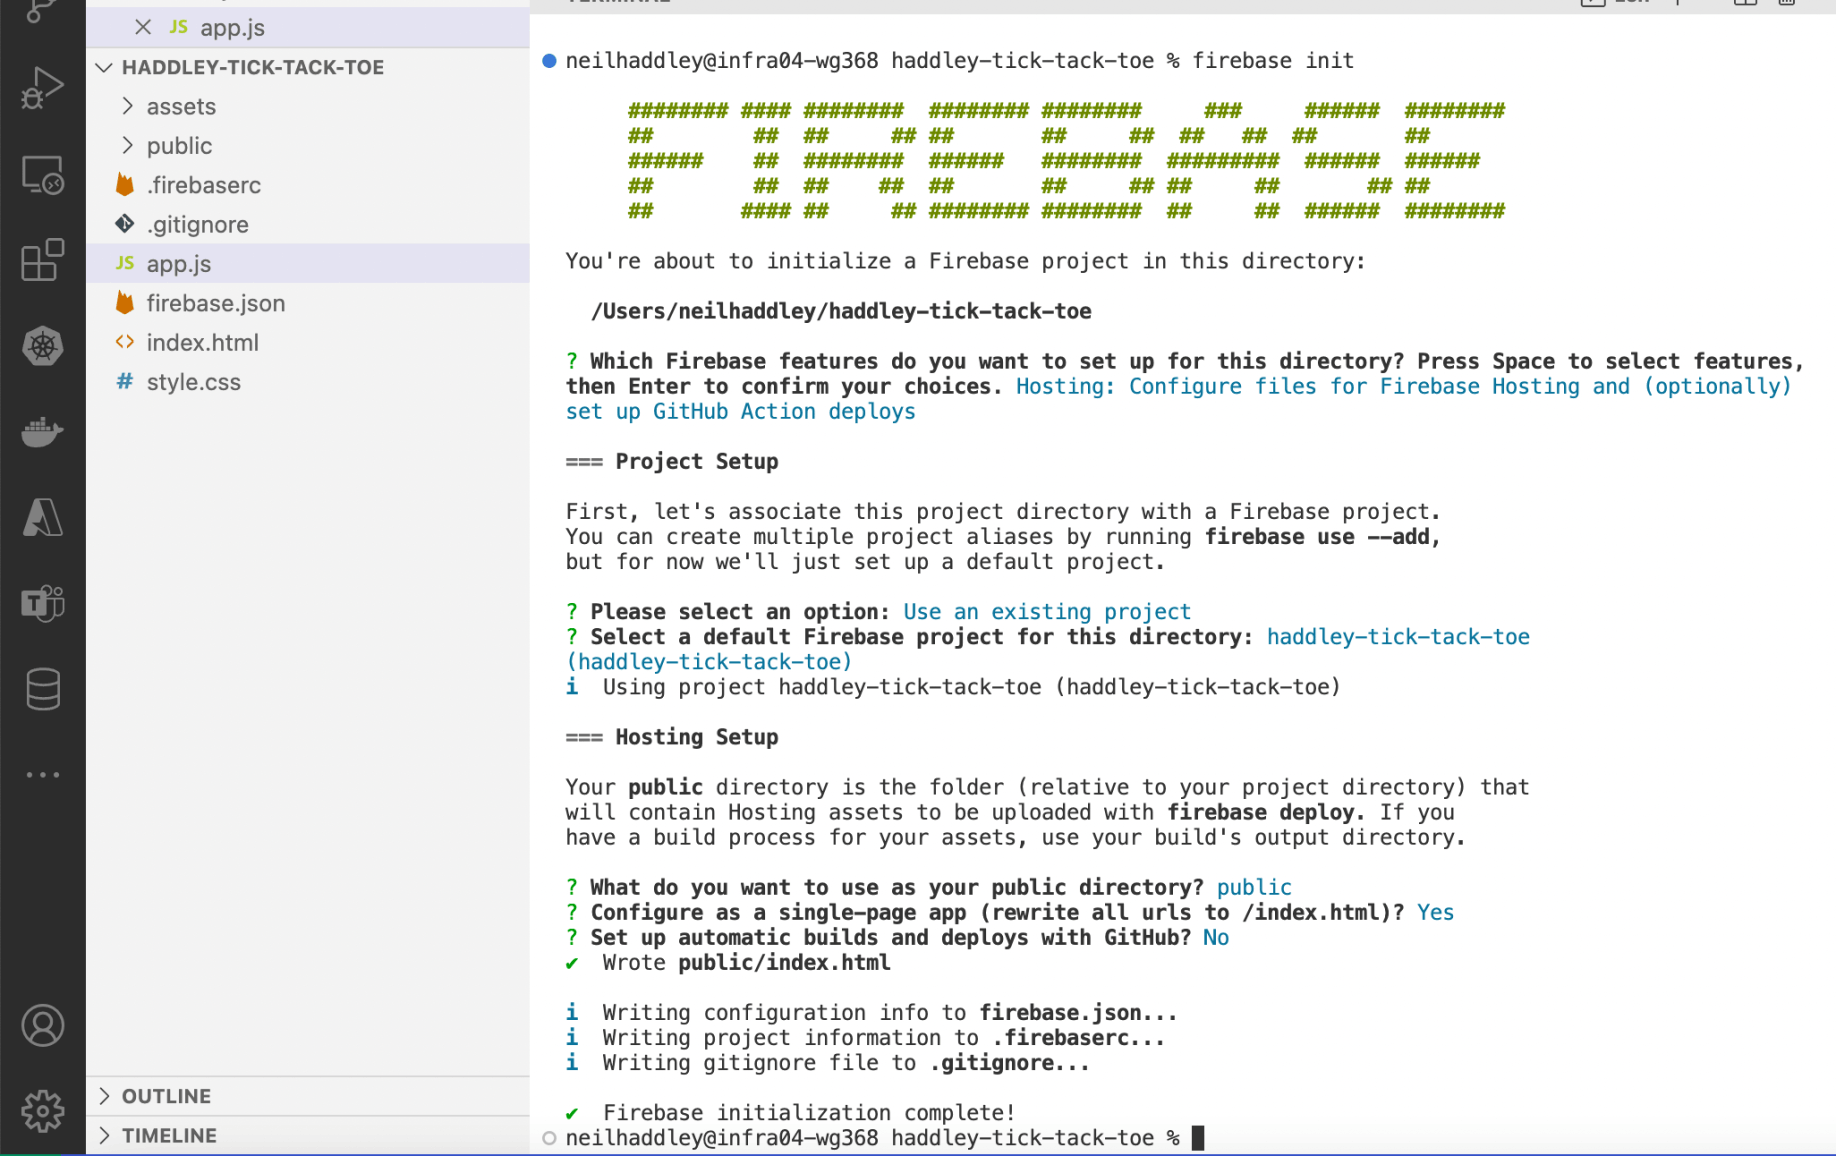 JS app.js
HADDLEY-TICK-TACK-TOE
assets
public
.firebaserc
.gitignore
JS app.js
firebase.json
<> index.html
# style.css
OUTLINE
TIMELINE
TERMINAL
neilhaddley@infra04-wg368 haddley-tick-tack-toe % firebase init
######## #### ########  ######## ########     ###     ######  ########
##        ## ##     ## ##       ##     ##  ##   ##  ##       ##
######    ## ########  ######   ########  #########  ######  ######
##        ## ##    ##  ##       ##     ## ##     ##       ## ##
##       #### ##     ## ######## ########  ##     ##  ######  ########
You're about to initialize a Firebase project in this directory:
/Users/neilhaddley/haddley-tick-tack-toe
? Which Firebase features do you want to set up for this directory? Press Space to select features,
then Enter to confirm your choices. Hosting: Configure files for Firebase Hosting and (optionally)
set up GitHub Action deploys
=== Project Setup
First, let's associate this project directory with a Firebase project.
You can create multiple project aliases by running firebase use --add,
but for now we'll just set up a default project.
? Please select an option: Use an existing project
? Select a default Firebase project for this directory: haddley-tick-tack-toe
(haddley-tick-tack-toe)
i  Using project haddley-tick-tack-toe (haddley-tick-tack-toe)
=== Hosting Setup
Your public directory is the folder (relative to your project directory) that
will contain Hosting assets to be uploaded with firebase deploy. If you
have a build process for your assets, use your build's output directory.
? What do you want to use as your public directory? public
? Configure as a single-page app (rewrite all urls to /index.html)? Yes
? Set up automatic builds and deploys with GitHub? No
✔  Wrote public/index.html
i  Writing configuration info to firebase.json...
i  Writing project information to .firebaserc...
i  Writing gitignore file to .gitignore...
✔  Firebase initialization complete!
neilhaddley@infra04-wg368 haddley-tick-tack-toe %